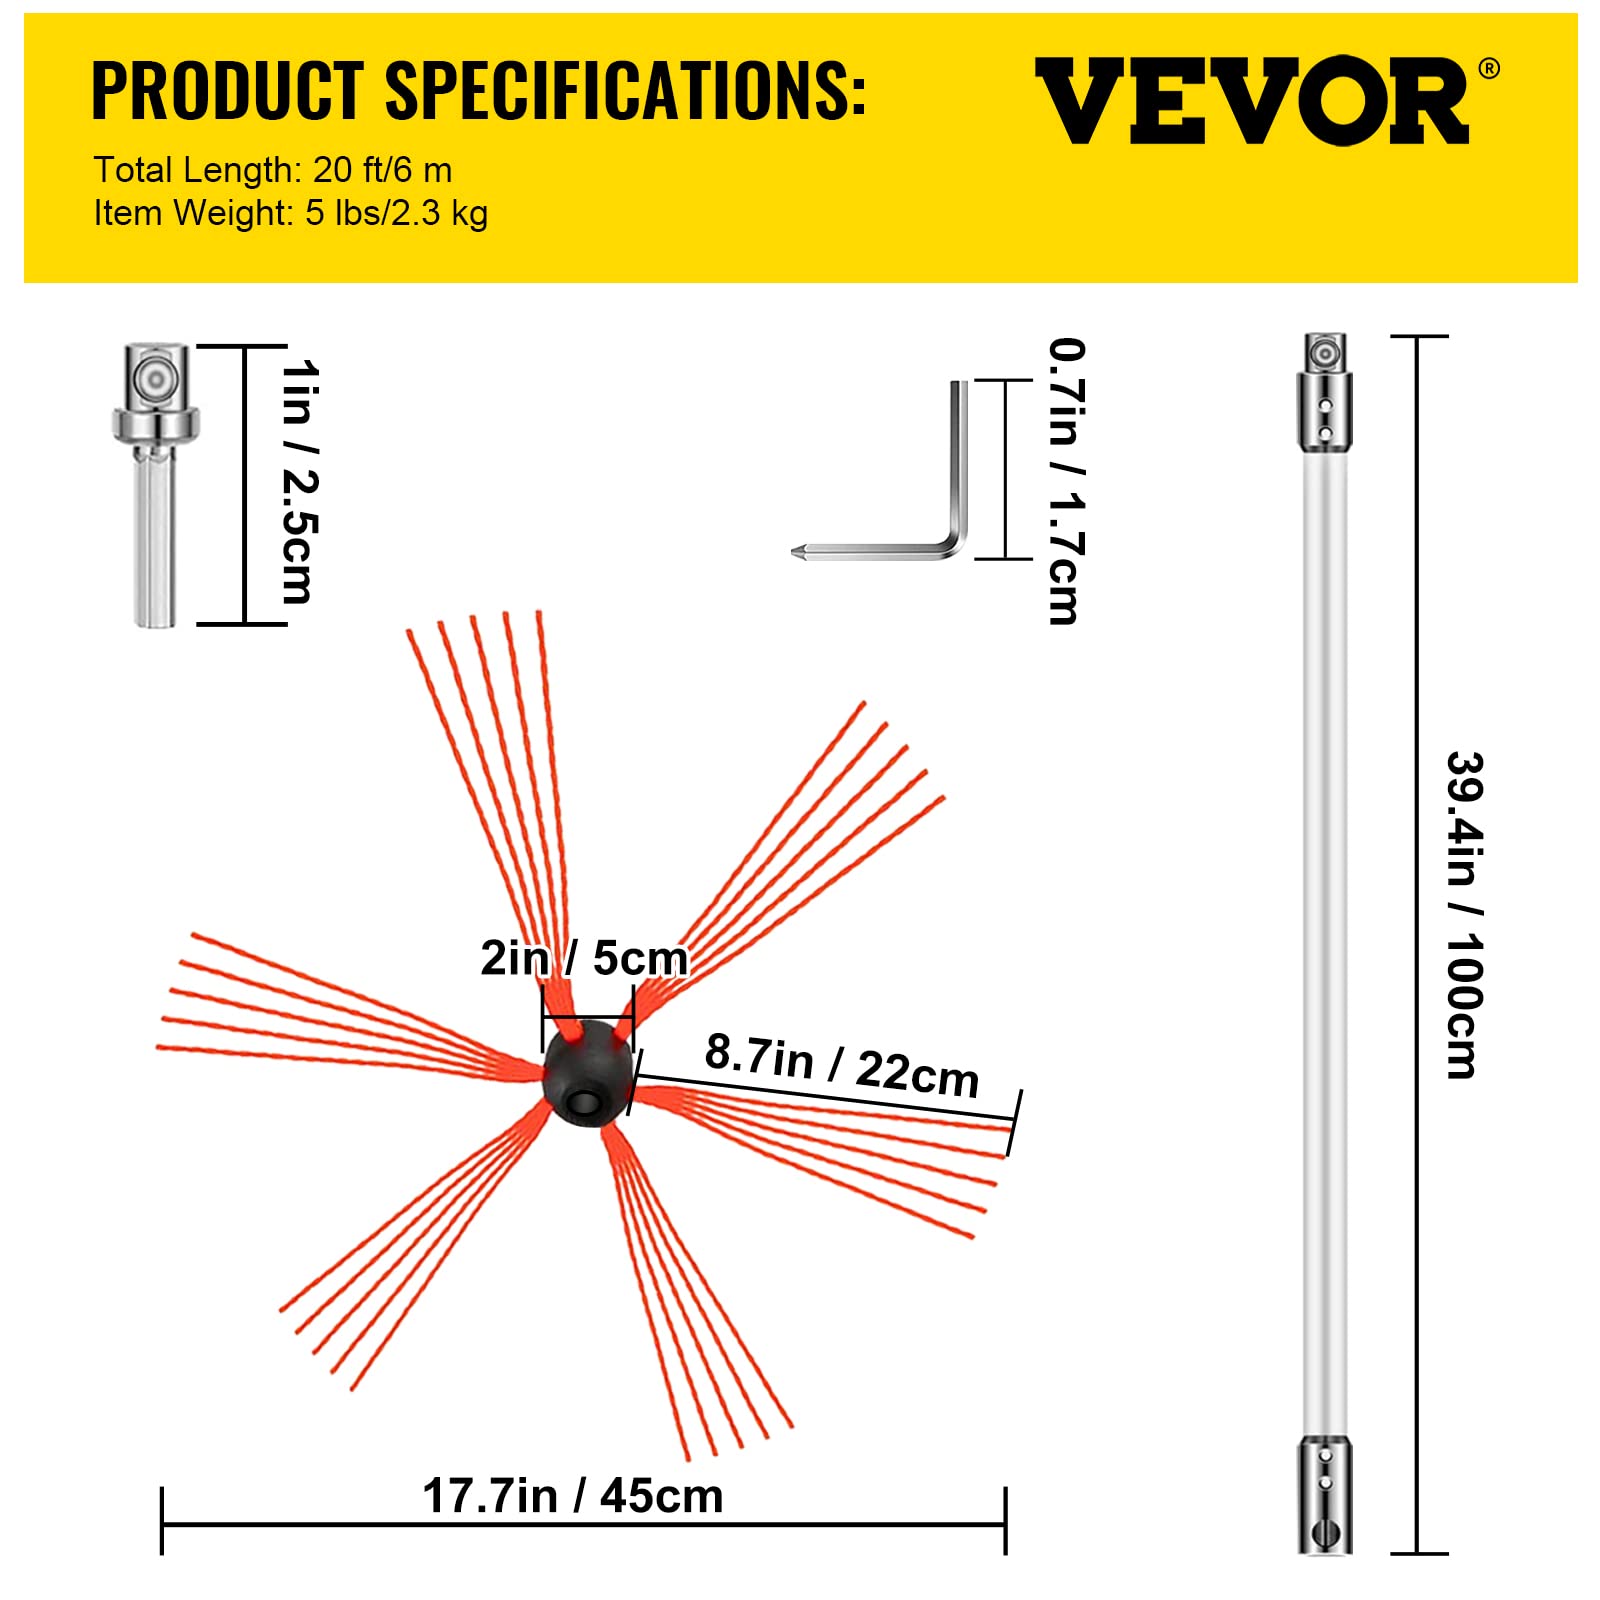 PRODUCT SPECIFICATIONS:
VEVOR®
Total Length: 20 ft/6 m
Item Weight: 5 lbs/2.3 kg
1in / 2.5cm
0.7in / 1.7cm
39.4in / 100cm
2in / 5cm
8.7in / 22cm
17.7in / 45cm